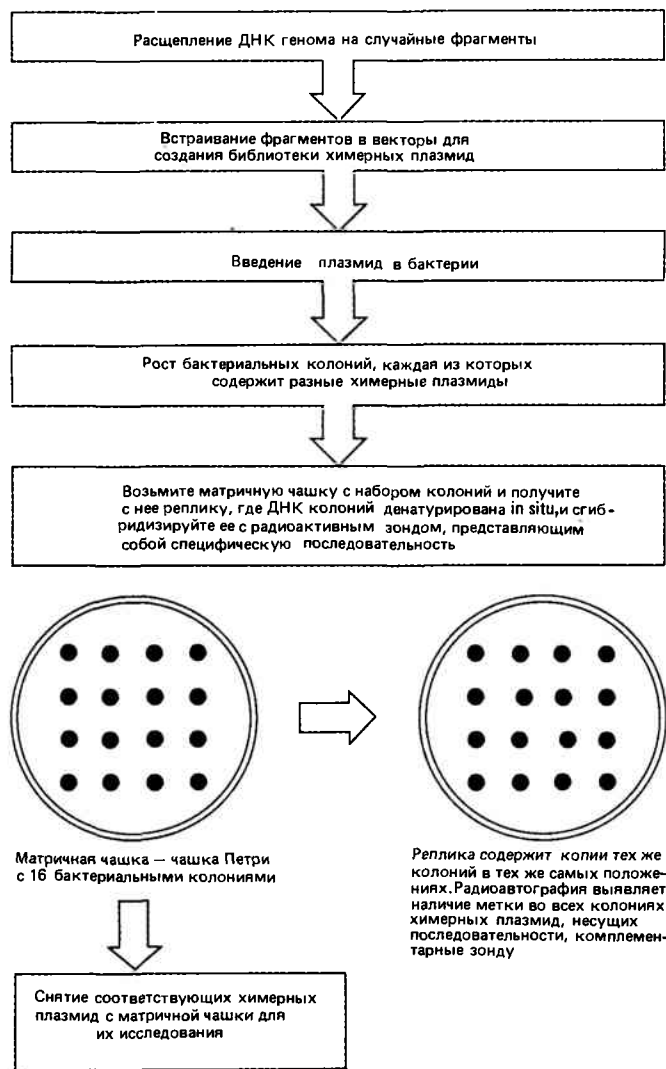 Расщепление ДНК генома на случайные фрагменты
Встраивание фрагментов в векторы для
создания библиотеки химерных плазмид
Введение плазмид в бактерии
Рост бактериальных колоний, каждая из которых
содержит разные химерные плазмиды
Возьмите матричную чашку с набором колоний и получите
с нее реплику, где ДНК колоний денатурирована in situ,и сгиб-
ридизируйте ее с радиоактивным зондом, представляющим
собой специфическую последовательность
Матричная чашка — чашка Петри
с 16 бактериальными колониями
Реплика содержит копии тех же
колоний в тех же самых положе-
ниях. Радиоавтография выявляет
наличие метки во всех колониях
химерных плазмид, несущих
последовательности, комплемен-
тарные зонду
Снятие соответствующих химерных
плазмид с матричной чашки для
их исследования